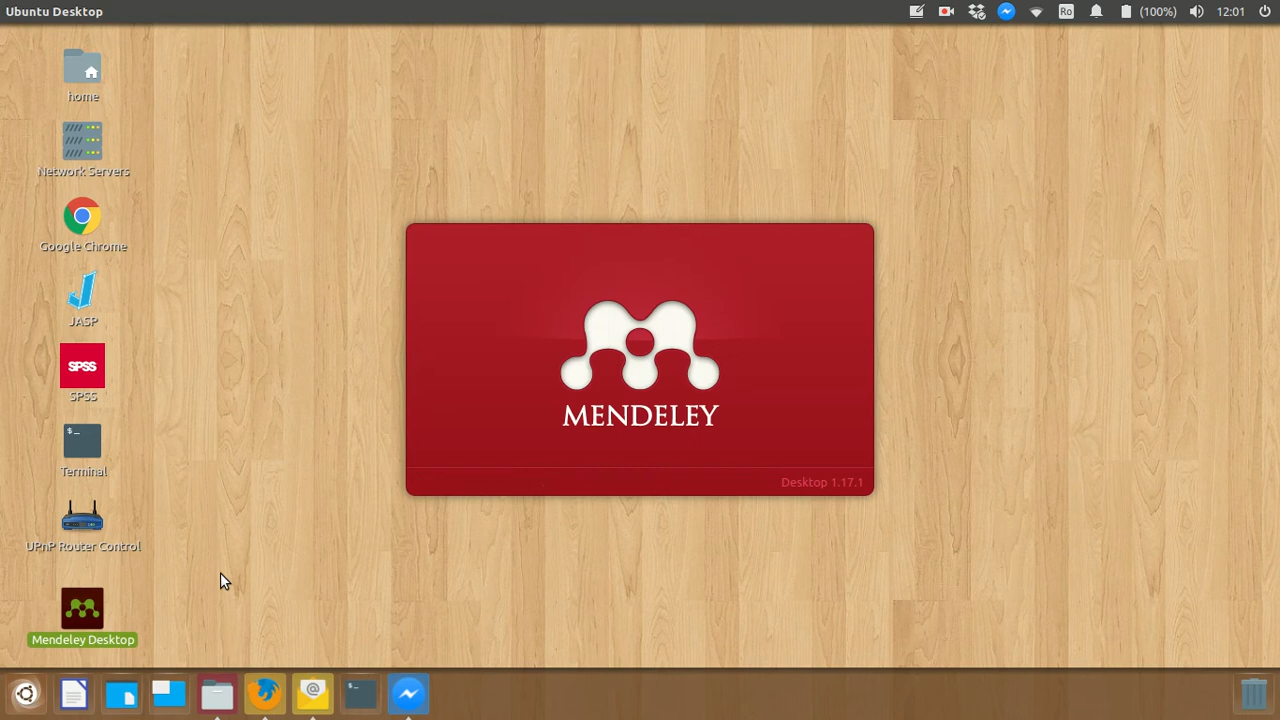 Ubuntu Desktop
Ro
(100%)
12:01
home
Network Servers
Google Chrome
JASP
SPSS
SPSS
$_
Terminal
UPnP Router Control
Mendeley Desktop
MENDELEY
Desktop 1.17.1
@
$_